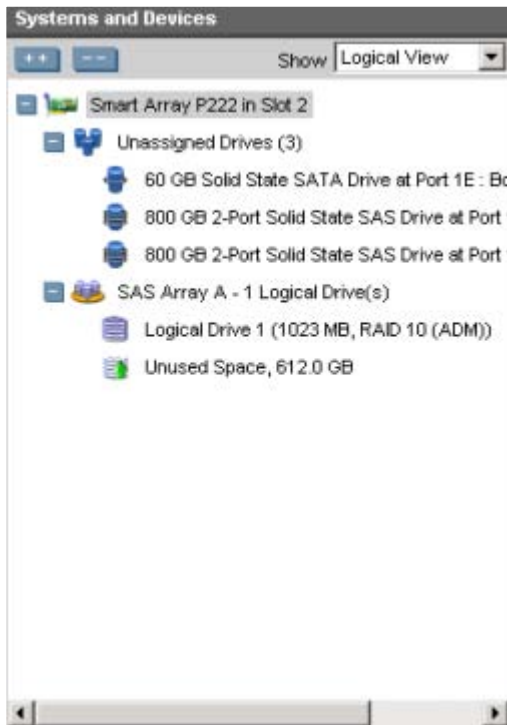 Systems and Devices
++ -- Show Logical View
Smart Array P222 in Slot 2
Unassigned Drives (3)
60 GB Solid State SATA Drive at Port 1E : Bo
800 GB 2-Port Solid State SAS Drive at Port
800 GB 2-Port Solid State SAS Drive at Port
SAS Array A - 1 Logical Drive(s)
Logical Drive 1 (1023 MB, RAID 10 (ADM))
Unused Space, 612.0 GB